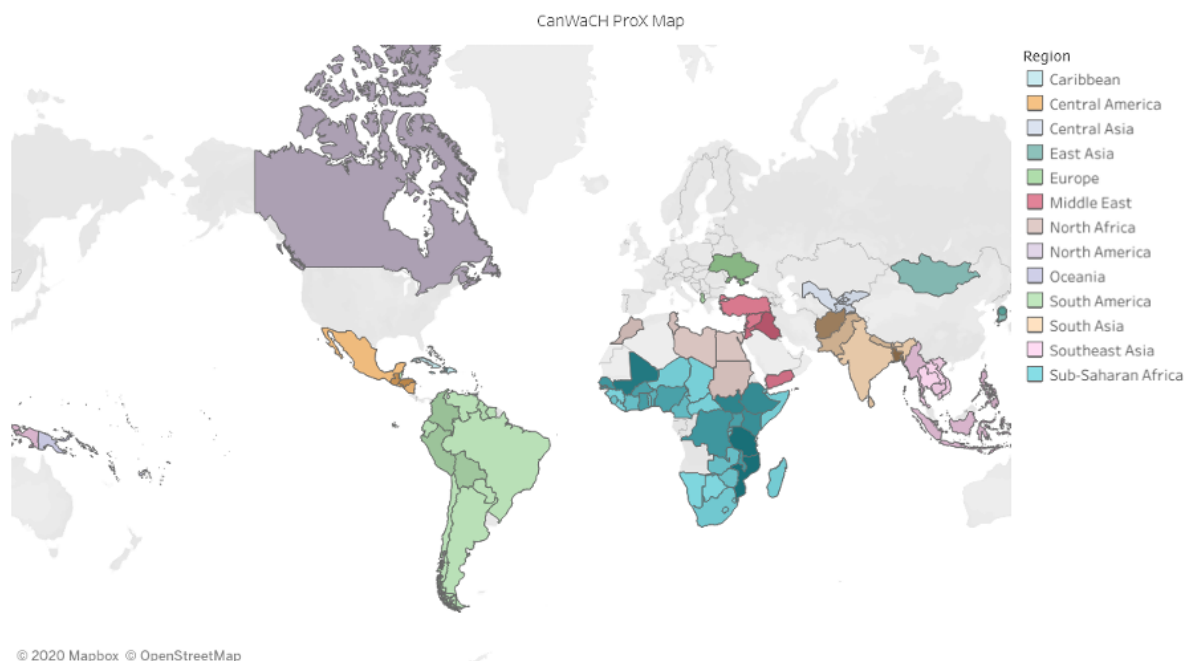 CanWaCH ProX Map
Region
Caribbean
Central America
Central Asia
East Asia
Europe
Middle East
North Africa
North America
Oceania
South America
South Asia
Southeast Asia
Sub-Saharan Africa
© 2020 Mapbox © OpenStreetMap